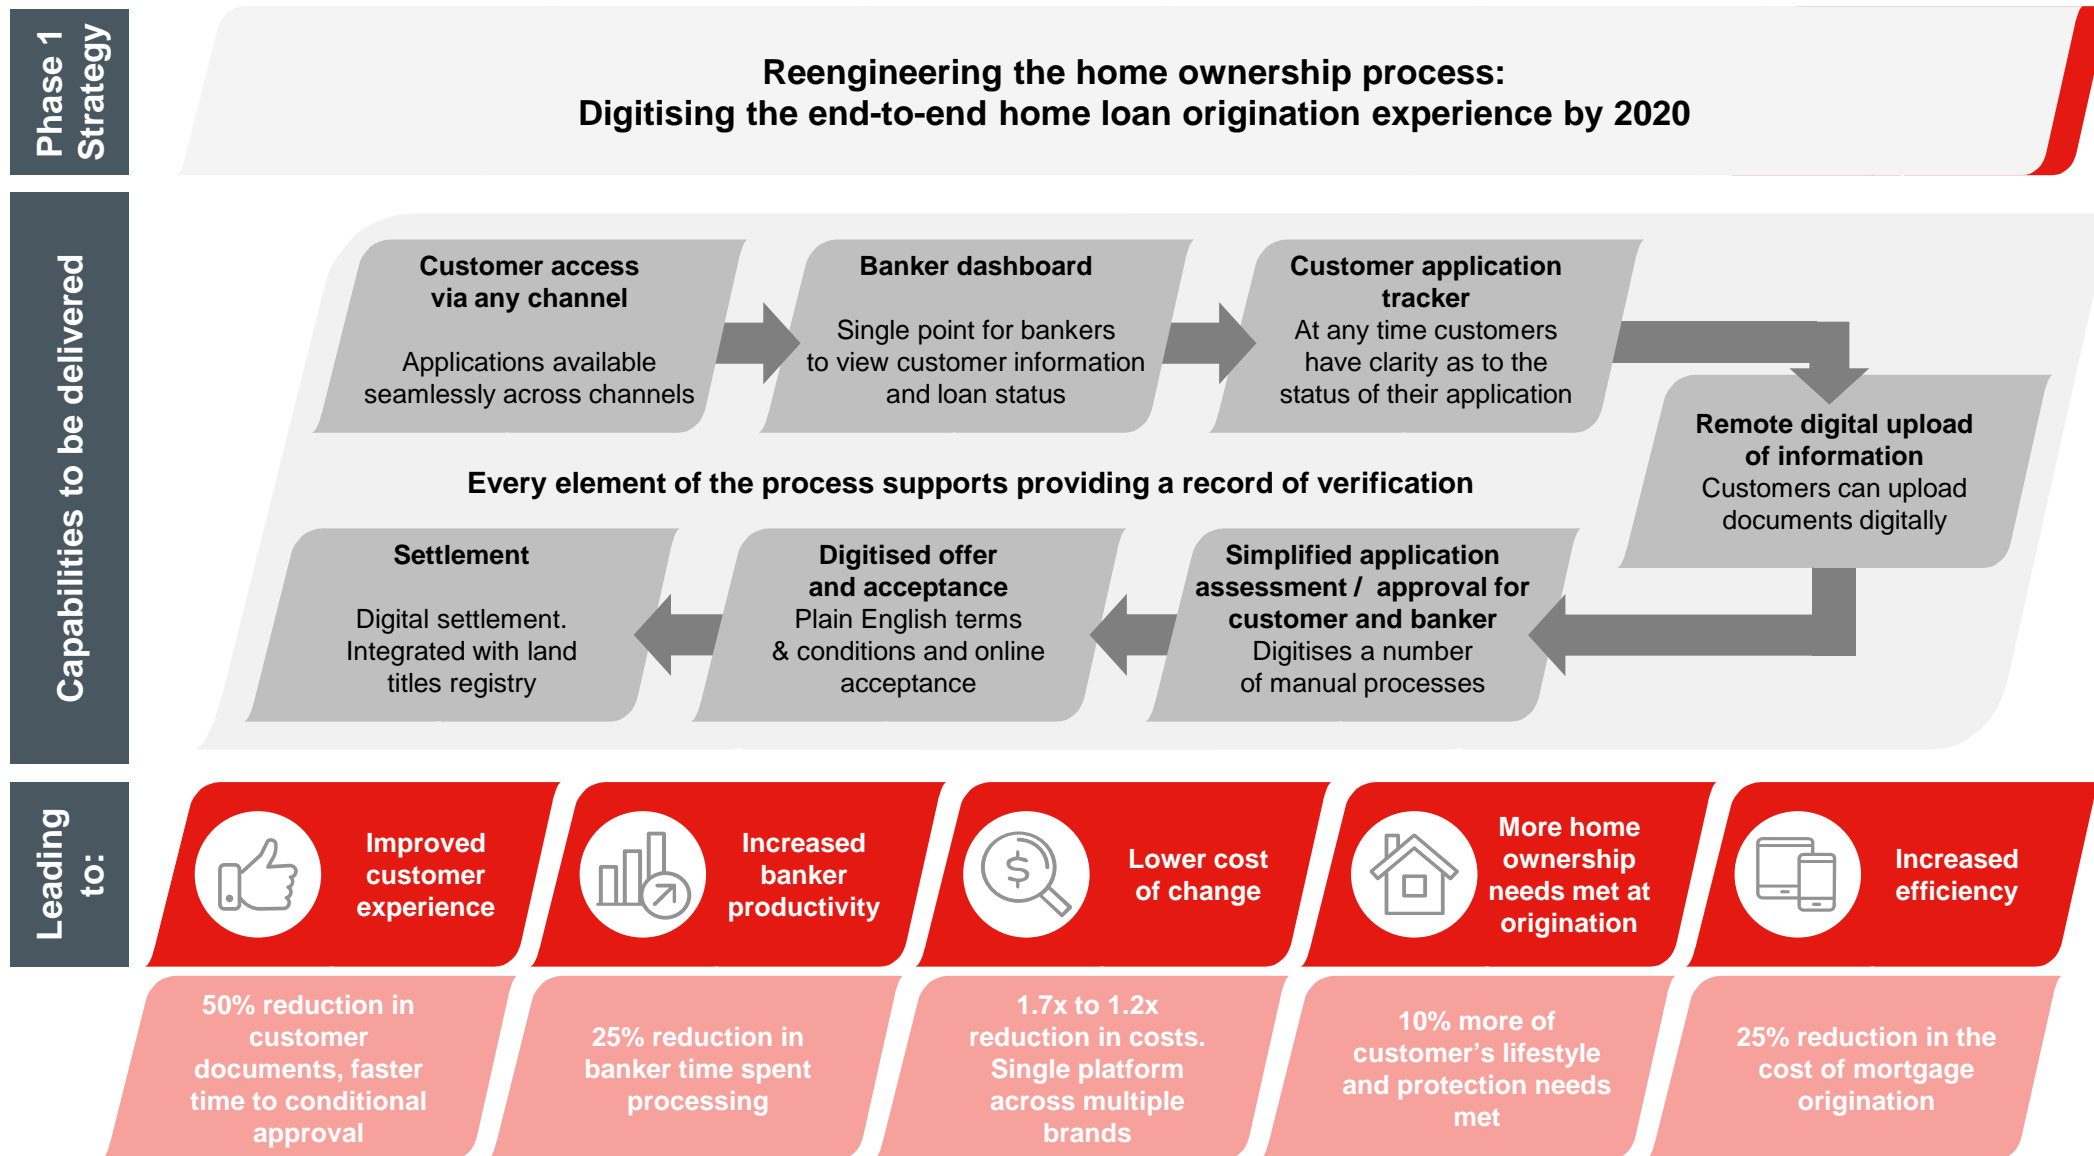 Phase 1
Strategy
Reengineering the home ownership process:
Digitising the end-to-end home loan origination experience by 2020
Capabilities to be delivered
Customer access
via any channel
Applications available
seamlessly across channels
Banker dashboard
Single point for bankers
to view customer information
and loan status
Customer application
tracker
At any time customers
have clarity as to the
status of their application
Remote digital upload
of information
Customers can upload
documents digitally
Every element of the process supports providing a record of verification
Settlement
Digital settlement.
Integrated with land
titles registry
Digitised offer
and acceptance
Plain English terms
& conditions and online
acceptance
Simplified application
assessment / approval for
customer and banker
Digitises a number
of manual processes
Leading
to:
Improved
customer
experience
Increased
banker
productivity
$
Lower cost
of change
More home
ownership
needs met at
origination
Increased
efficiency
50% reduction in
customer
documents, faster
time to conditional
approval
25% reduction in
banker time spent
processing
1.7x to 1.2x
reduction in costs.
Single platform
across multiple
brands
10% more of
customer’s lifestyle
and protection needs
met
25% reduction in the
cost of mortgage
origination